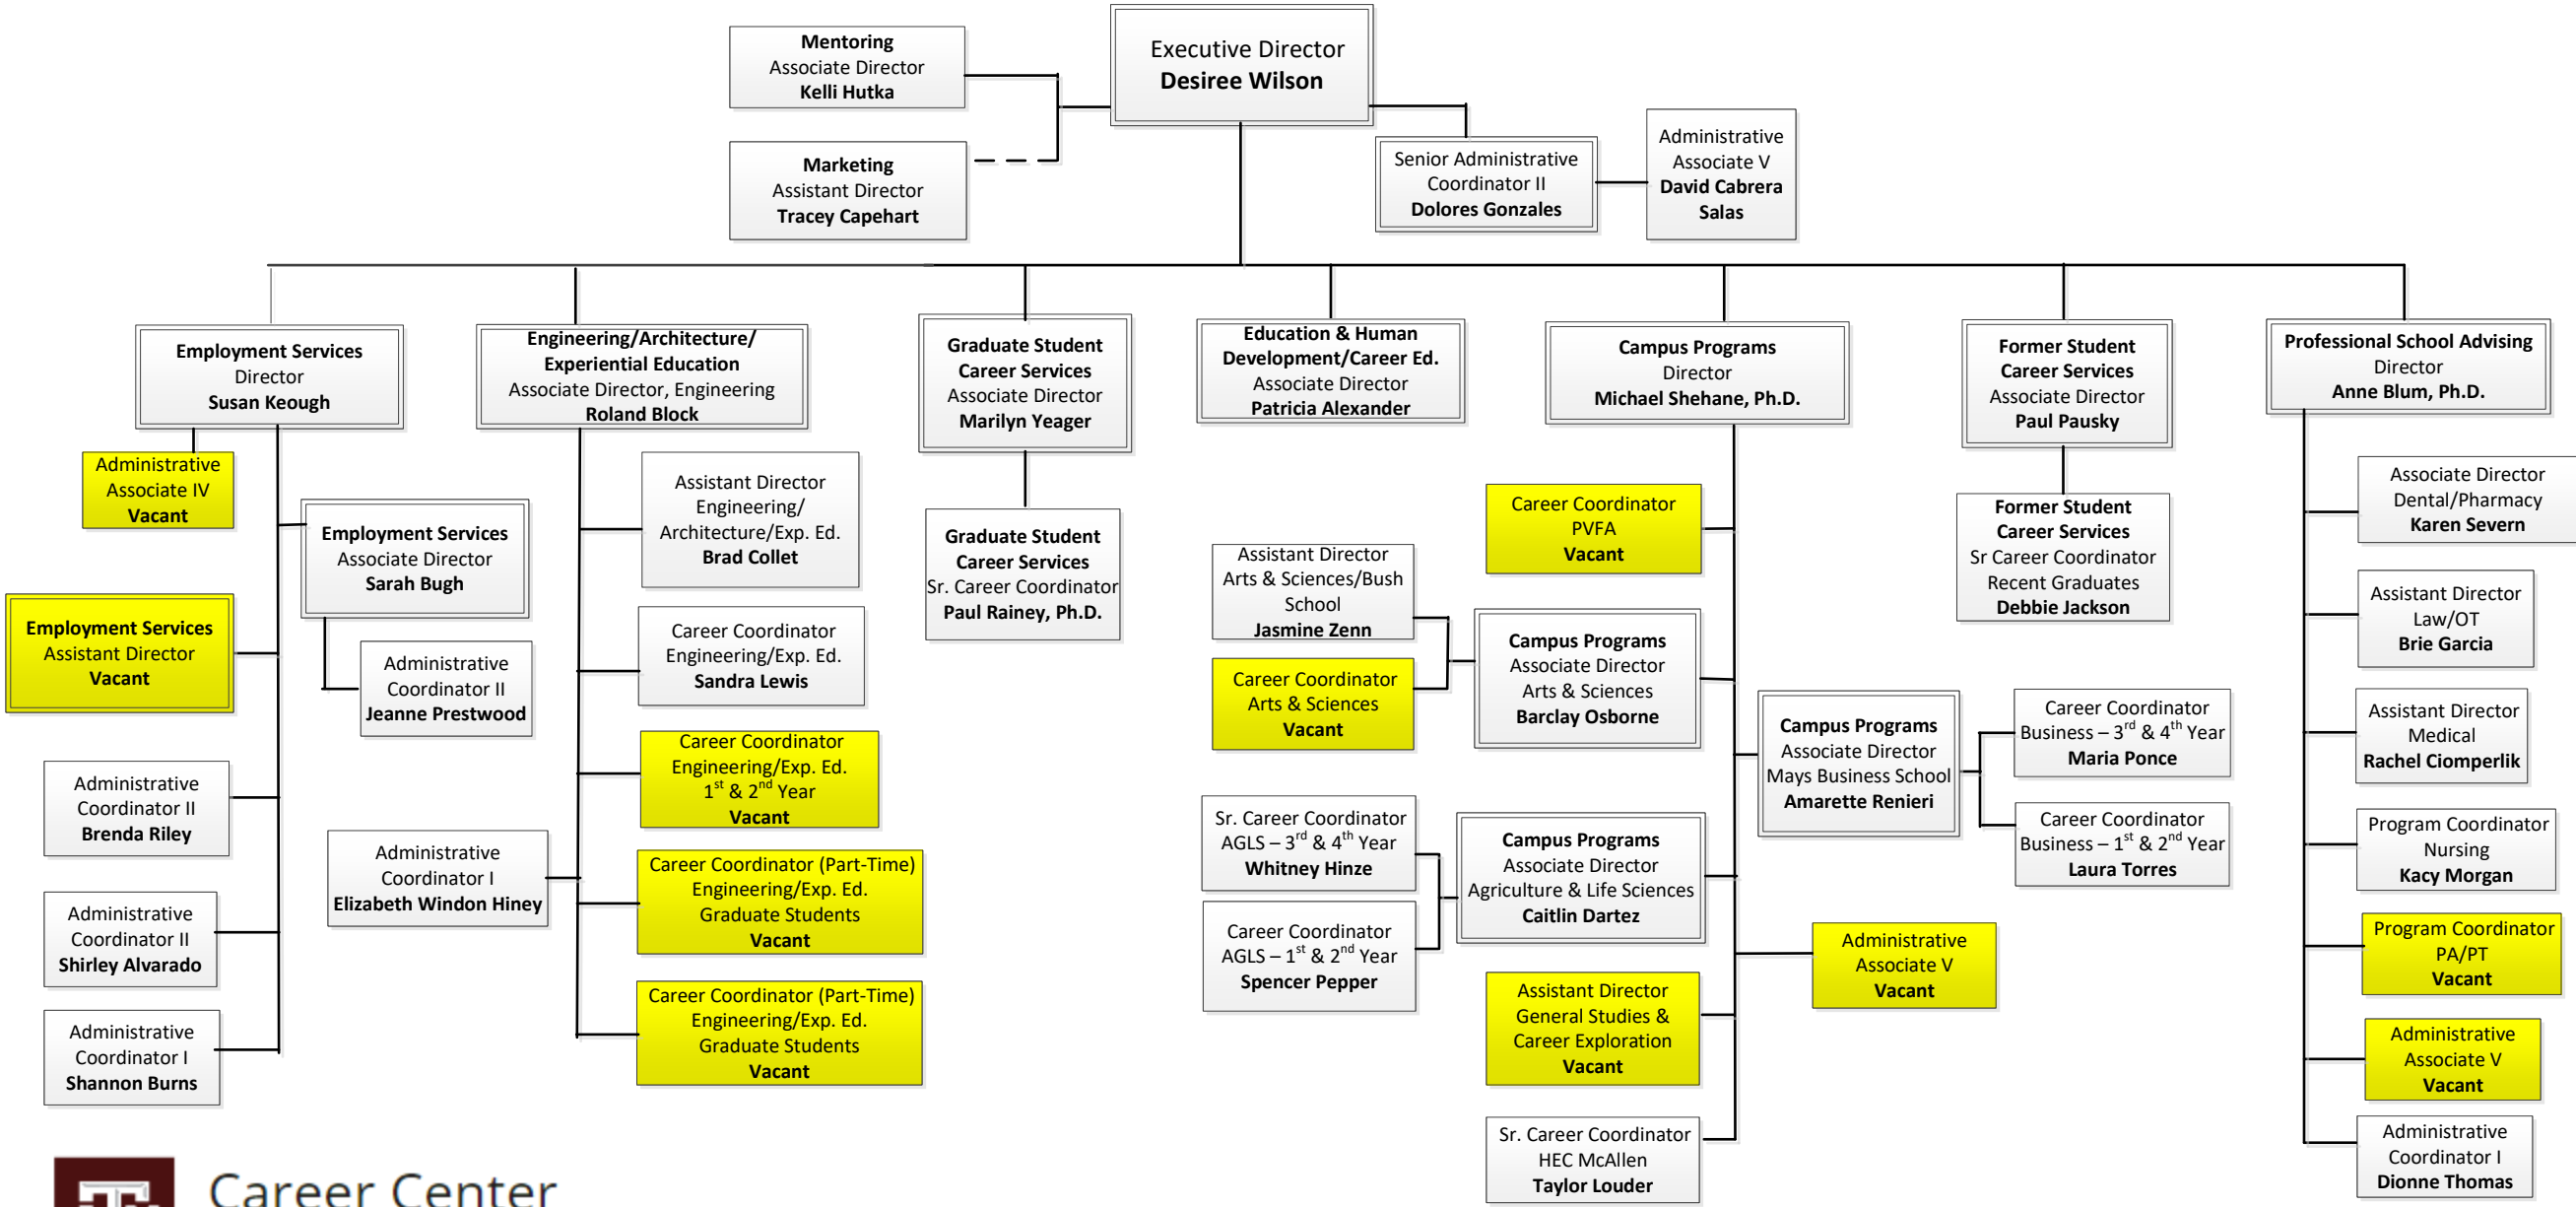 Mentoring
Associate Director
Kelli Hutka
Executive Director
Desiree Wilson
Marketing
Assistant Director
Tracey Capehart
Senior Administrative
Coordinator II
Dolores Gonzales
Administrative
Associate V
David Cabrera
Salas
Employment Services
Director
Susan Keough
Engineering/Architecture/
Experiential Education
Associate Director, Engineering
Roland Block
Graduate Student
Career Services
Associate Director
Marilyn Yeager
Education & Human
Development/Career Ed.
Associate Director
Patricia Alexander
Campus Programs
Director
Michael Shehane, Ph.D.
Former Student
Career Services
Associate Director
Paul Pausky
Professional School Advising
Director
Anne Blum, Ph.D.
Administrative
Associate IV
Vacant
Employment Services
Associate Director
Sarah Bugh
Employment Services
Assistant Director
Vacant
Administrative
Coordinator II
Jeanne Prestwood
Administrative
Coordinator II
Brenda Riley
Administrative
Coordinator II
Shirley Alvarado
Administrative
Coordinator I
Shannon Burns
Assistant Director
Engineering/
Architecture/Exp. Ed.
Brad Collet
Career Coordinator
Engineering/Exp. Ed.
Sandra Lewis
Career Coordinator
Engineering/Exp. Ed.
1st & 2nd Year
Vacant
Administrative
Coordinator I
Elizabeth Windon Hiney
Career Coordinator (Part-Time)
Engineering/Exp. Ed.
Graduate Students
Vacant
Career Coordinator (Part-Time)
Engineering/Exp. Ed.
Graduate Students
Vacant
Graduate Student
Career Services
Sr. Career Coordinator
Paul Rainey, Ph.D.
Career Coordinator
PVFA
Vacant
Assistant Director
Arts & Sciences/Bush
School
Jasmine Zenn
Career Coordinator
Arts & Sciences
Vacant
Campus Programs
Associate Director
Arts & Sciences
Barclay Osborne
Campus Programs
Associate Director
Mays Business School
Amarette Renieri
Career Coordinator
Business – 3rd & 4th Year
Maria Ponce
Career Coordinator
Business – 1st & 2nd Year
Laura Torres
Sr. Career Coordinator
AGLS – 3rd & 4th Year
Whitney Hinze
Career Coordinator
AGLS – 1st & 2nd Year
Spencer Pepper
Campus Programs
Associate Director
Agriculture & Life Sciences
Caitlin Dartez
Administrative
Associate V
Vacant
Assistant Director
General Studies &
Career Exploration
Vacant
Sr. Career Coordinator
HEC McAllen
Taylor Louder
Former Student
Career Services
Sr Career Coordinator
Recent Graduates
Debbie Jackson
Associate Director
Dental/Pharmacy
Karen Severn
Assistant Director
Law/OT
Brie Garcia
Assistant Director
Medical
Rachel Ciomperlik
Program Coordinator
Nursing
Kacy Morgan
Program Coordinator
PA/PT
Vacant
Administrative
Associate V
Vacant
Administrative
Coordinator I
Dionne Thomas
Career Center